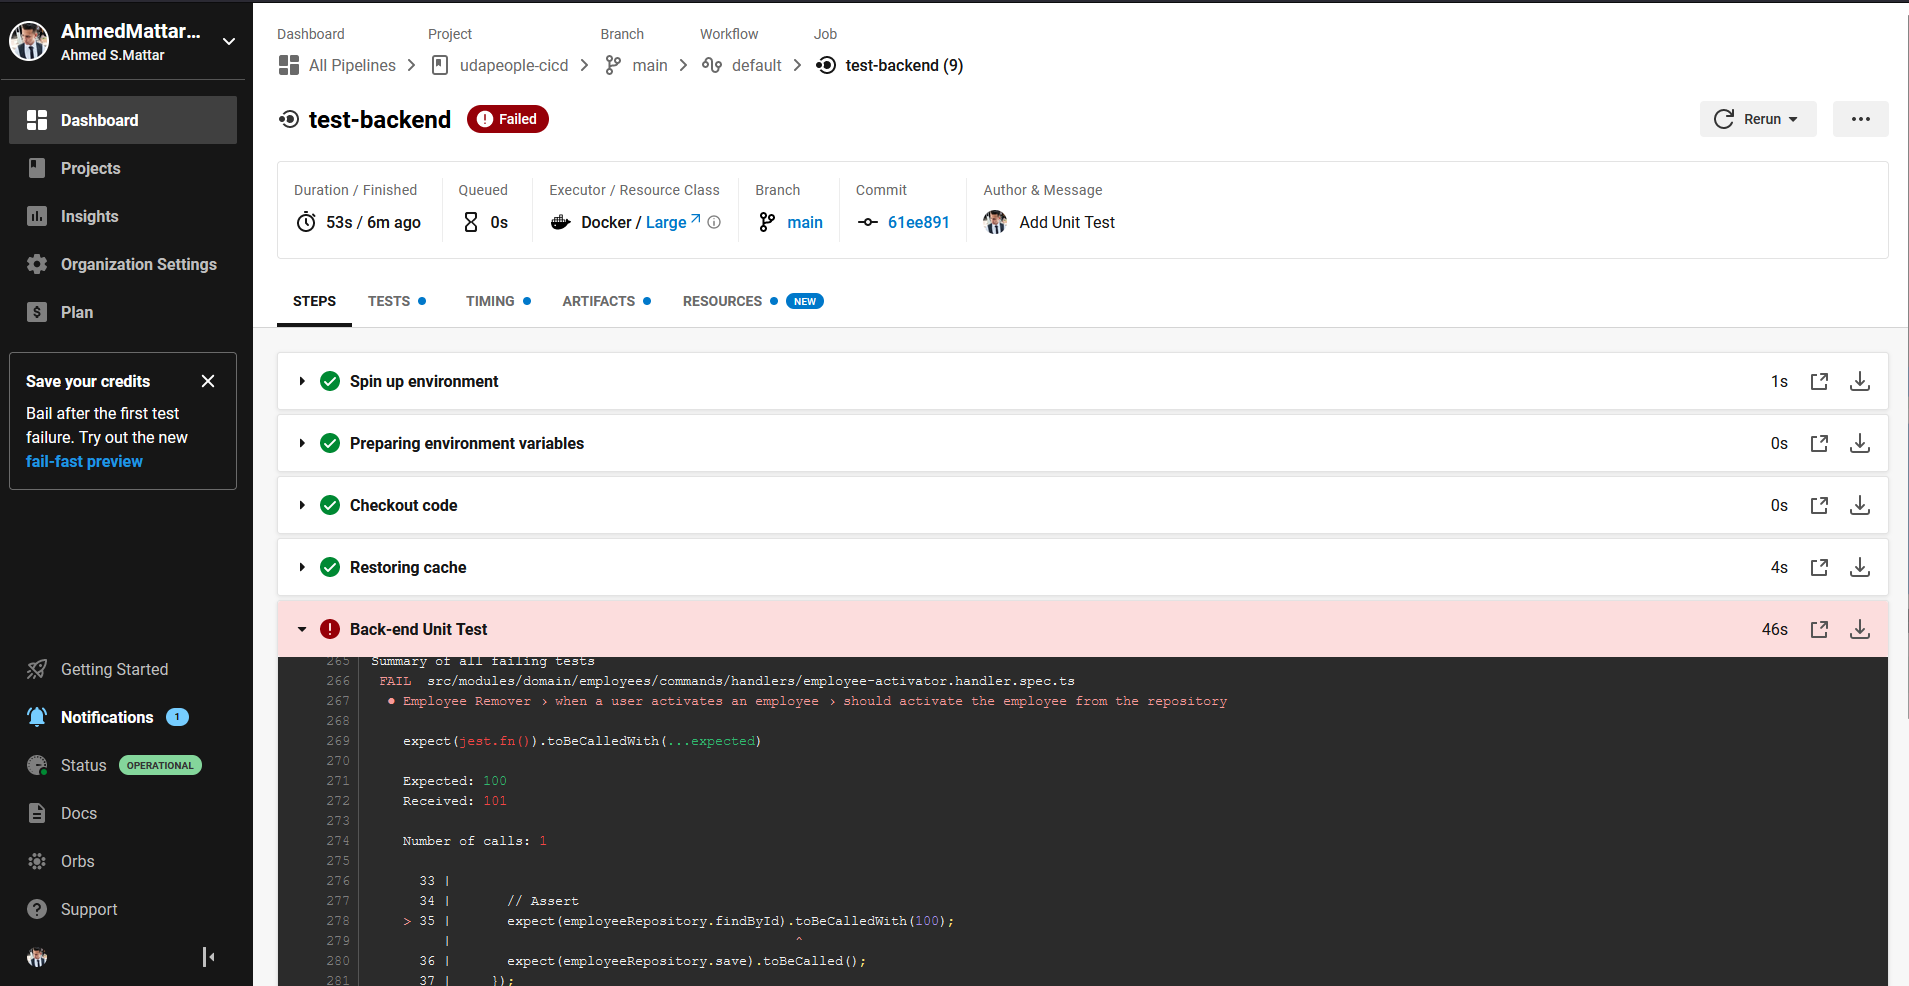 AhmedMattar...
Ahmed S.Mattar
Dashboard
Projects
Insights
Organization Settings
Plan
Save your credits
Bail after the first test
failure. Try out the new
fail-fast preview
Getting Started
Notifications 1
Status OPERATIONAL
Docs
Orbs
Support
Dashboard Project Branch Workflow Job
All Pipelines udapeople-cicd main default test-backend (9)
test-backend Failed
Rerun
Duration / Finished Queued Executor / Resource Class Branch Commit Author & Message
53s / 6m ago 0s Docker / Large main 61ee891 Add Unit Test
STEPS TESTS TIMING ARTIFACTS RESOURCES NEW
Spin up environment 1s
Preparing environment variables 0s
Checkout code 0s
Restoring cache 4s
Back-end Unit Test 46s
265 Summary of all failing tests
266 FAIL src/modules/domain/employees/commands/handlers/employee-activator.handler.spec.ts
267 ● Employee Remover › when a user activates an employee › should activate the employee from the repository
268
269 expect(jest.fn()).toBeCalledWith(...expected)
270
271 Expected: 100
272 Received: 101
273
274 Number of calls: 1
275
276 33 |
277 34 | // Assert
278 > 35 | expect(employeeRepository.findById).toBeCalledWith(100);
279 | ^
280 36 | expect(employeeRepository.save).toBeCalled();
281 37 | });